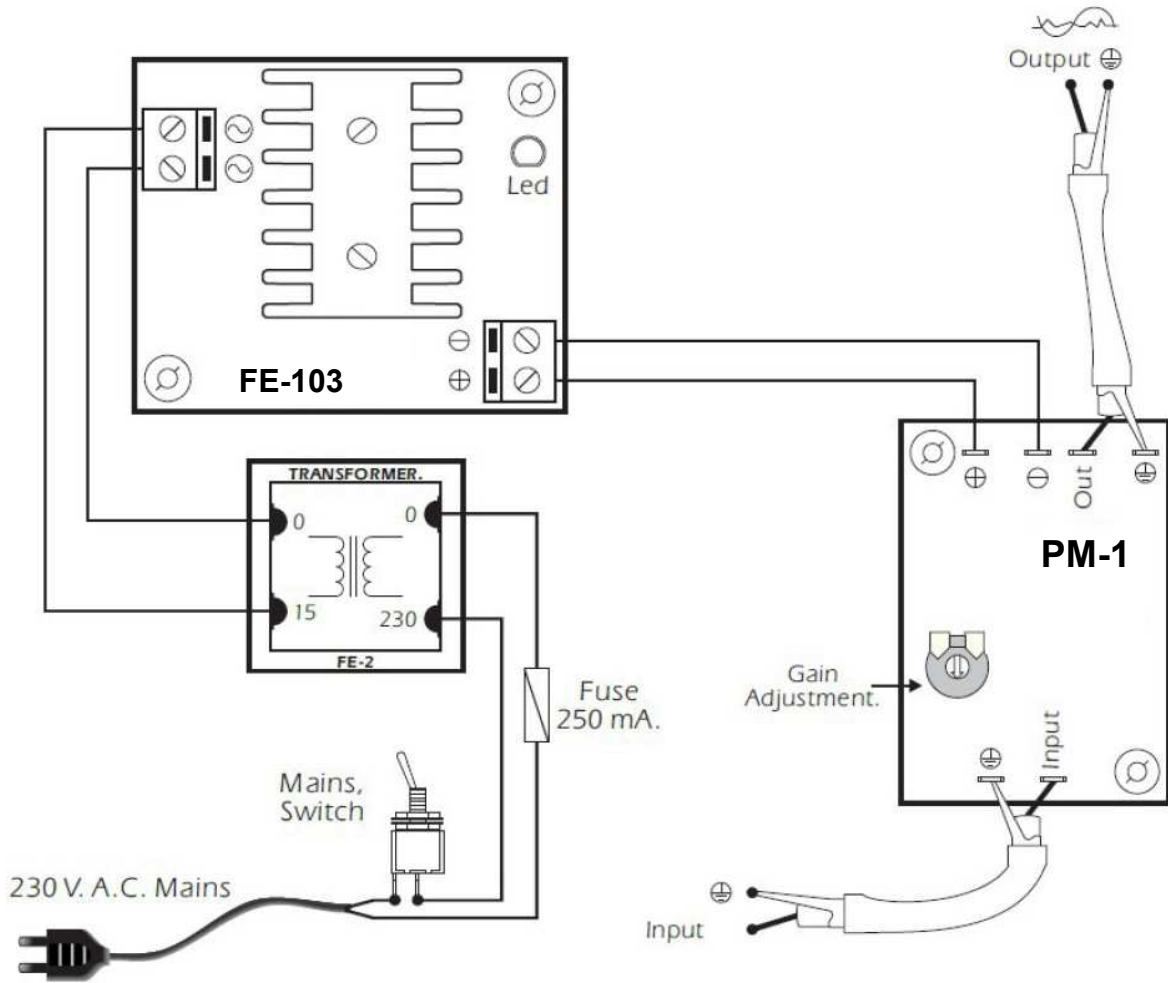 Output
Led
FE-103
TRANSFORMER.
0
0
15
230
FE-2
Out
PM-1
Fuse
250 mA.
Gain
Adjustment.
Input
Mains,
Switch
230 V. A.C. Mains
Input